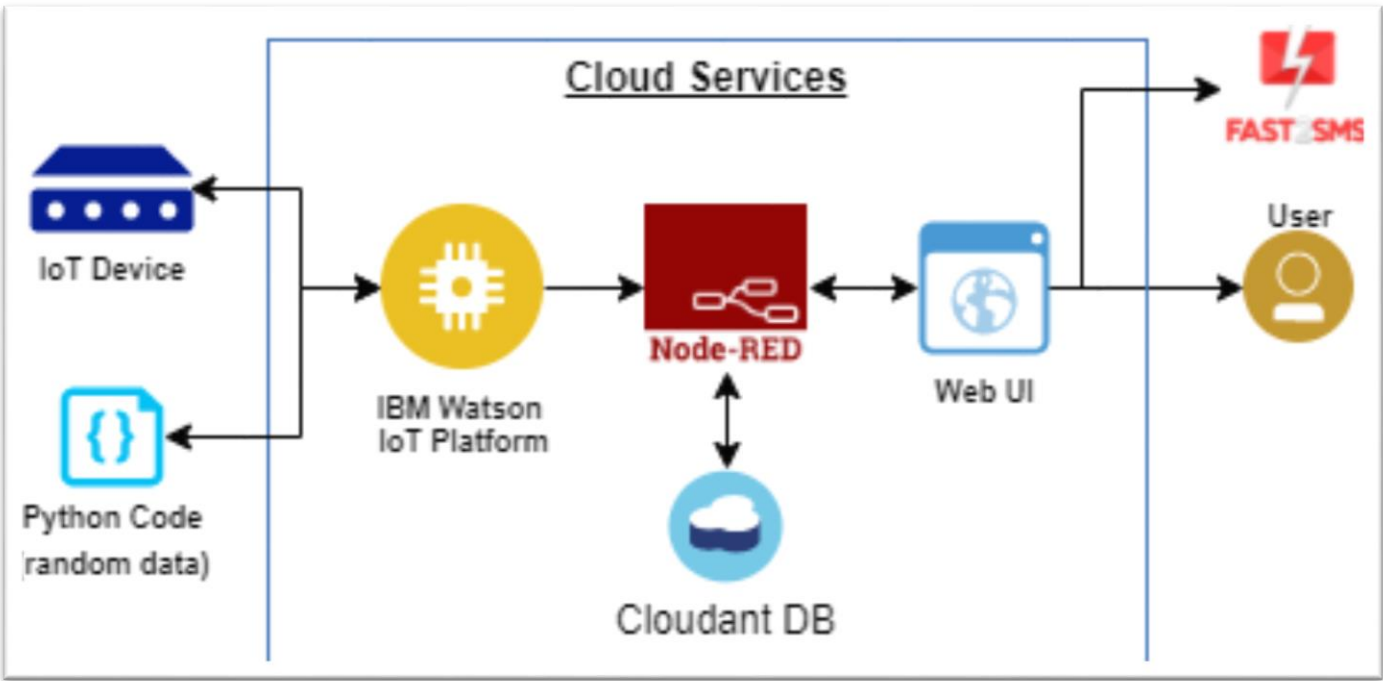 Cloud Services
FAST2SMS
User
IoT Device
Node-RED
Web UI
IBM Watson
IoT Platform
Python Code
(random data)
Cloudant DB